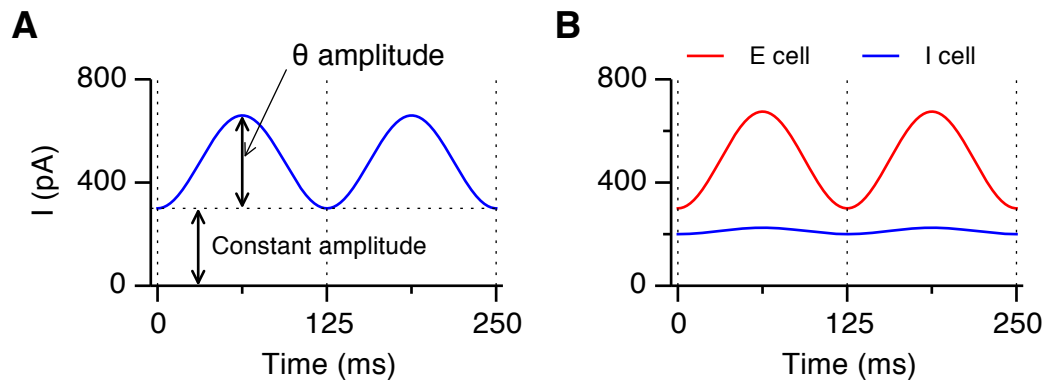 A
θ amplitude
800
400
0
I (pA)
Constant amplitude
0 125 250
Time (ms)
B
E cell I cell
800
400
0
0 125 250
Time (ms)